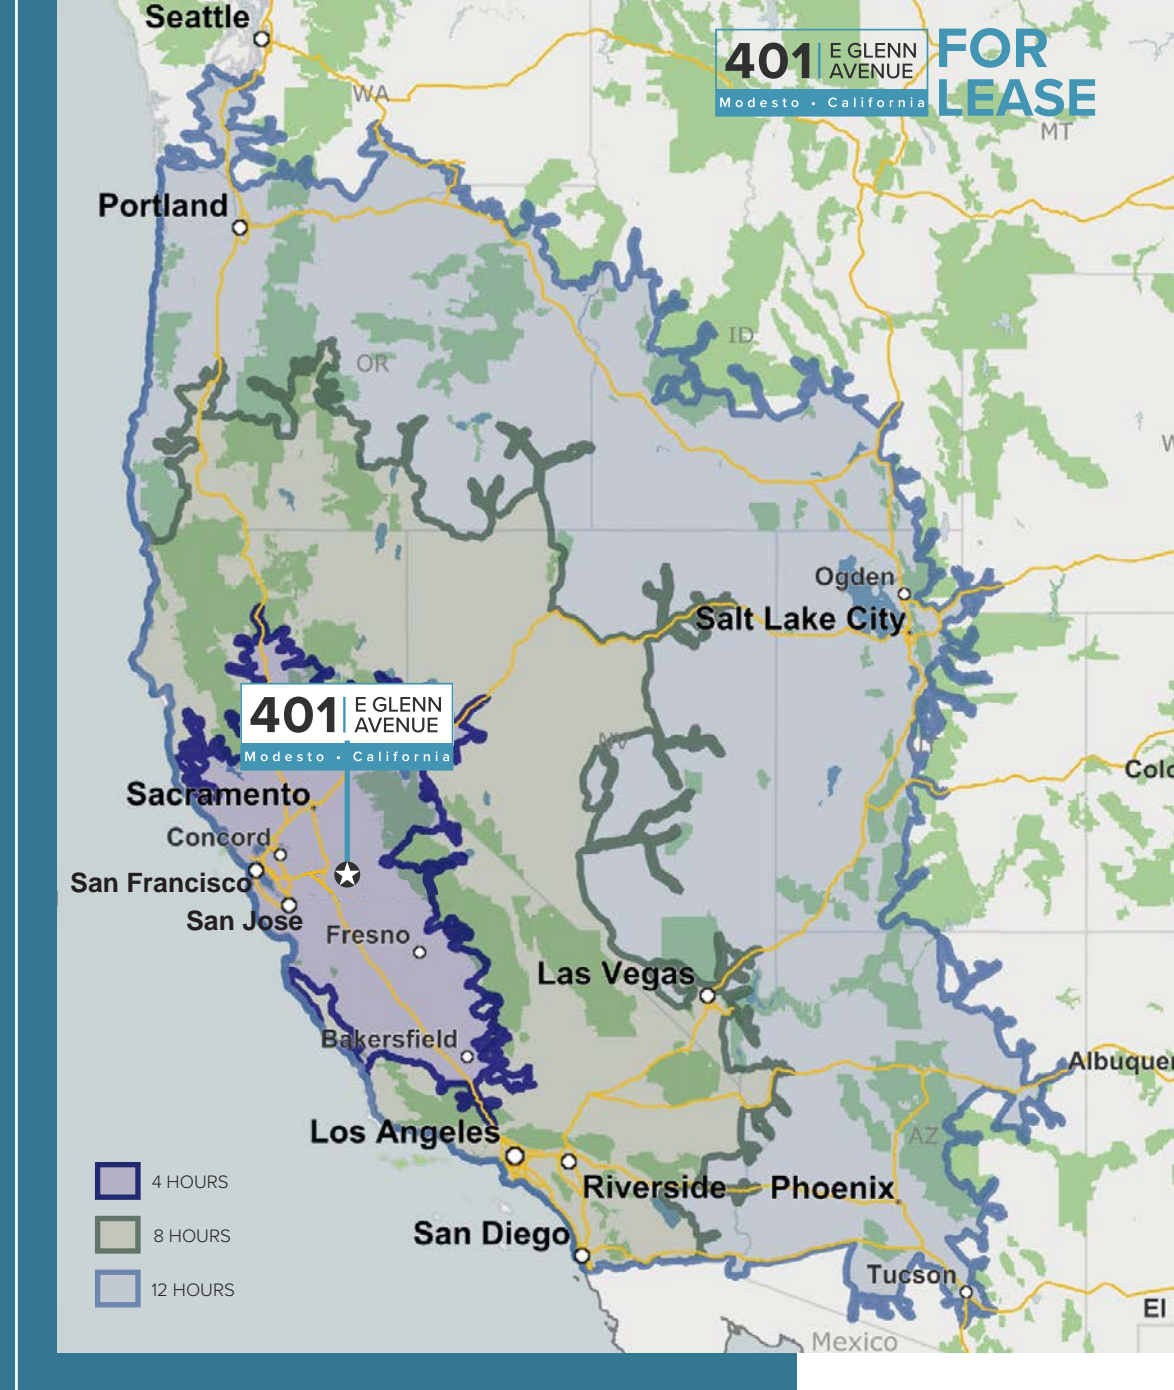 Seattle
401 E GLENN
AVENUE
Modesto • California
FOR
LEASE
WA
MT
Portland
ID
OR
Ogden
Salt Lake City
401 E GLENN
AVENUE
Modesto • California
NV
Sacramento
Concord
San Francisco
San Jose
Fresno
Las Vegas
Bakersfield
Albuquer
Los Angeles
AZ
Riverside
Phoenix
San Diego
Tucson
El
Mexico
Colo
W
4 HOURS
8 HOURS
12 HOURS